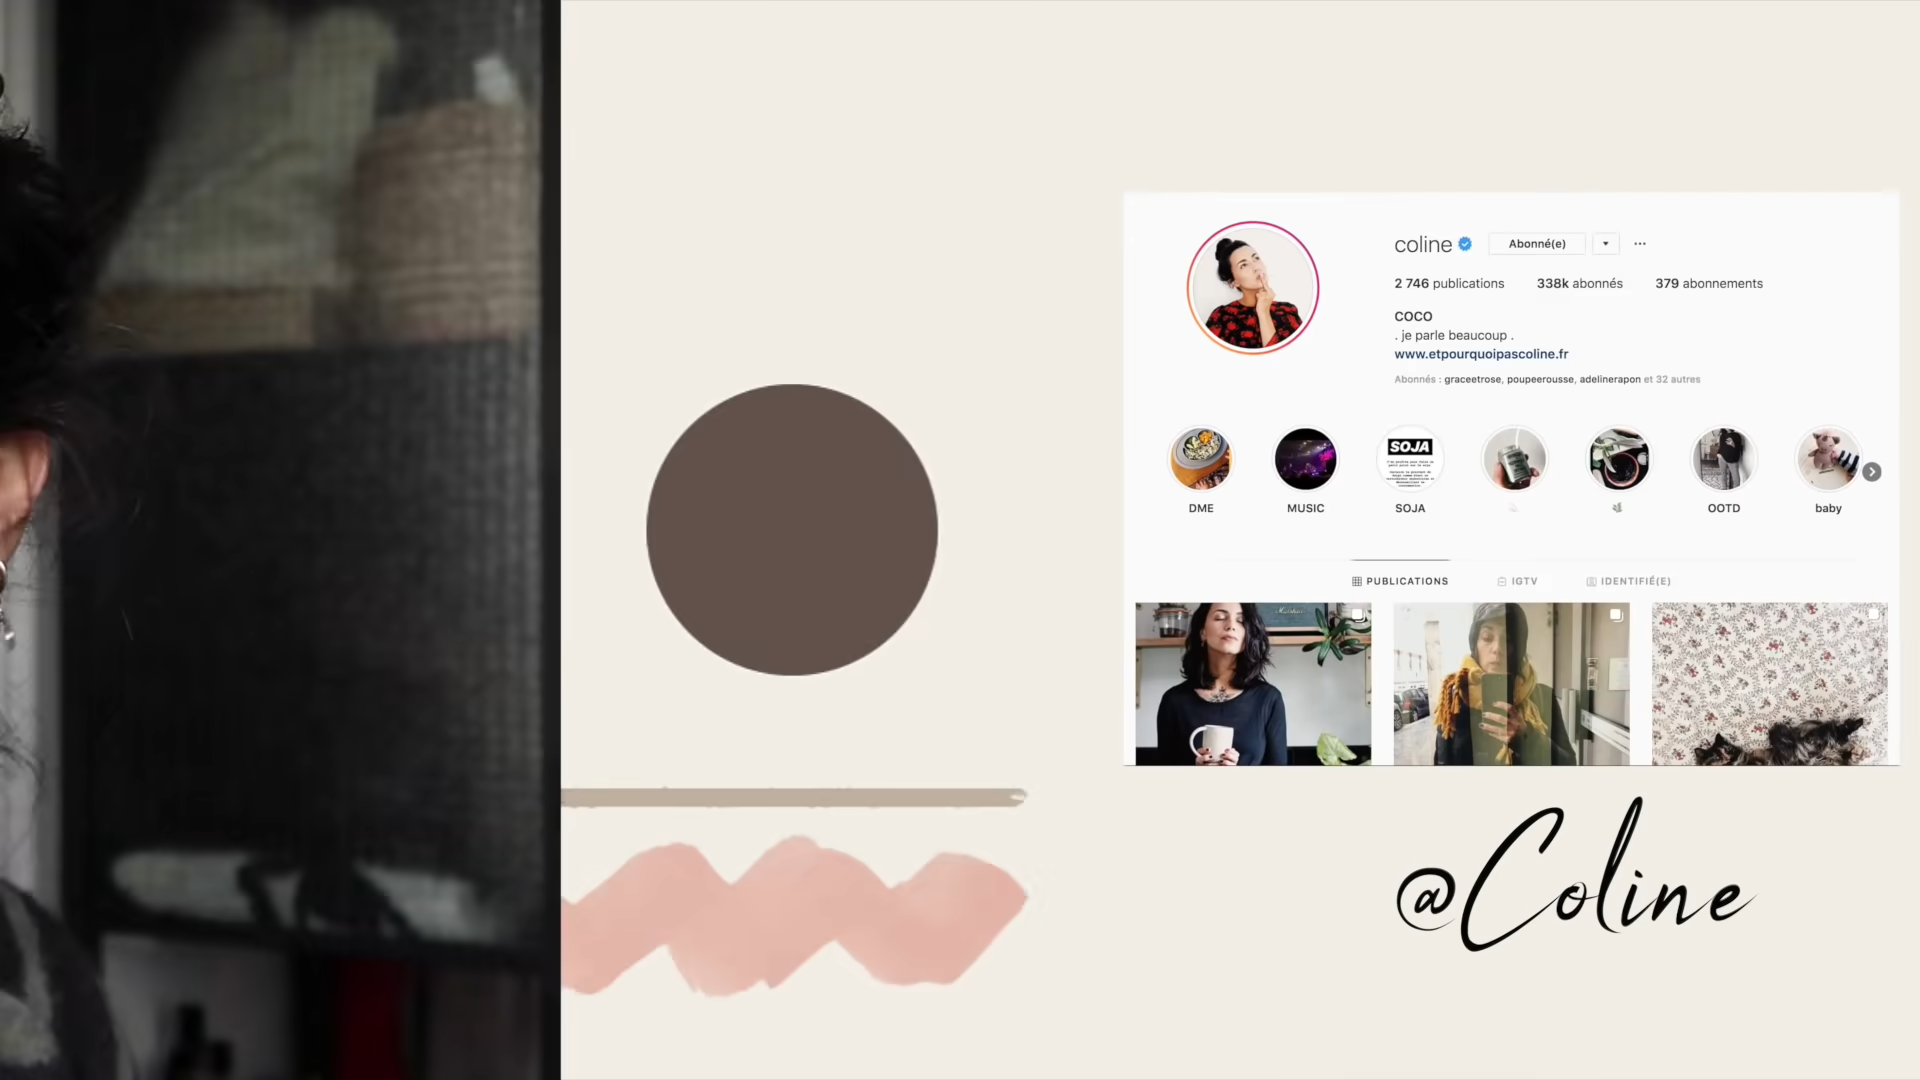 coline Abonné(e)
2 746 publications 338k abonnés 379 abonnements
COCO
. je parle beaucoup .
www.etpourquoipascoline.fr
Abonnés : graceetrose, poupeerousse, adelinerapon et 32 autres
SOJA
DME MUSIC SOJA OOTD baby
PUBLICATIONS IGTV IDENTIFIÉ(E)
Marshall
@Coline